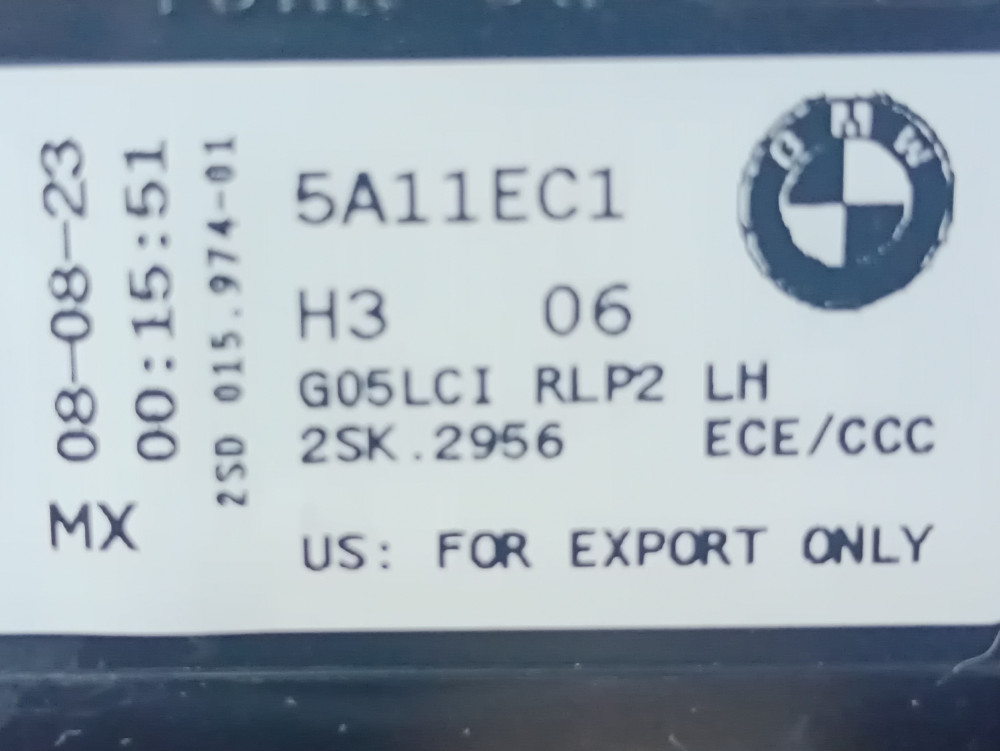 08-08-23
00:15:51
2SD 015.974-01
MX
5A11EC1
H3 06
G05LCI RLP2 LH
2SK.2956 ECE/CCC
US: FOR EXPORT ONLY
BMW